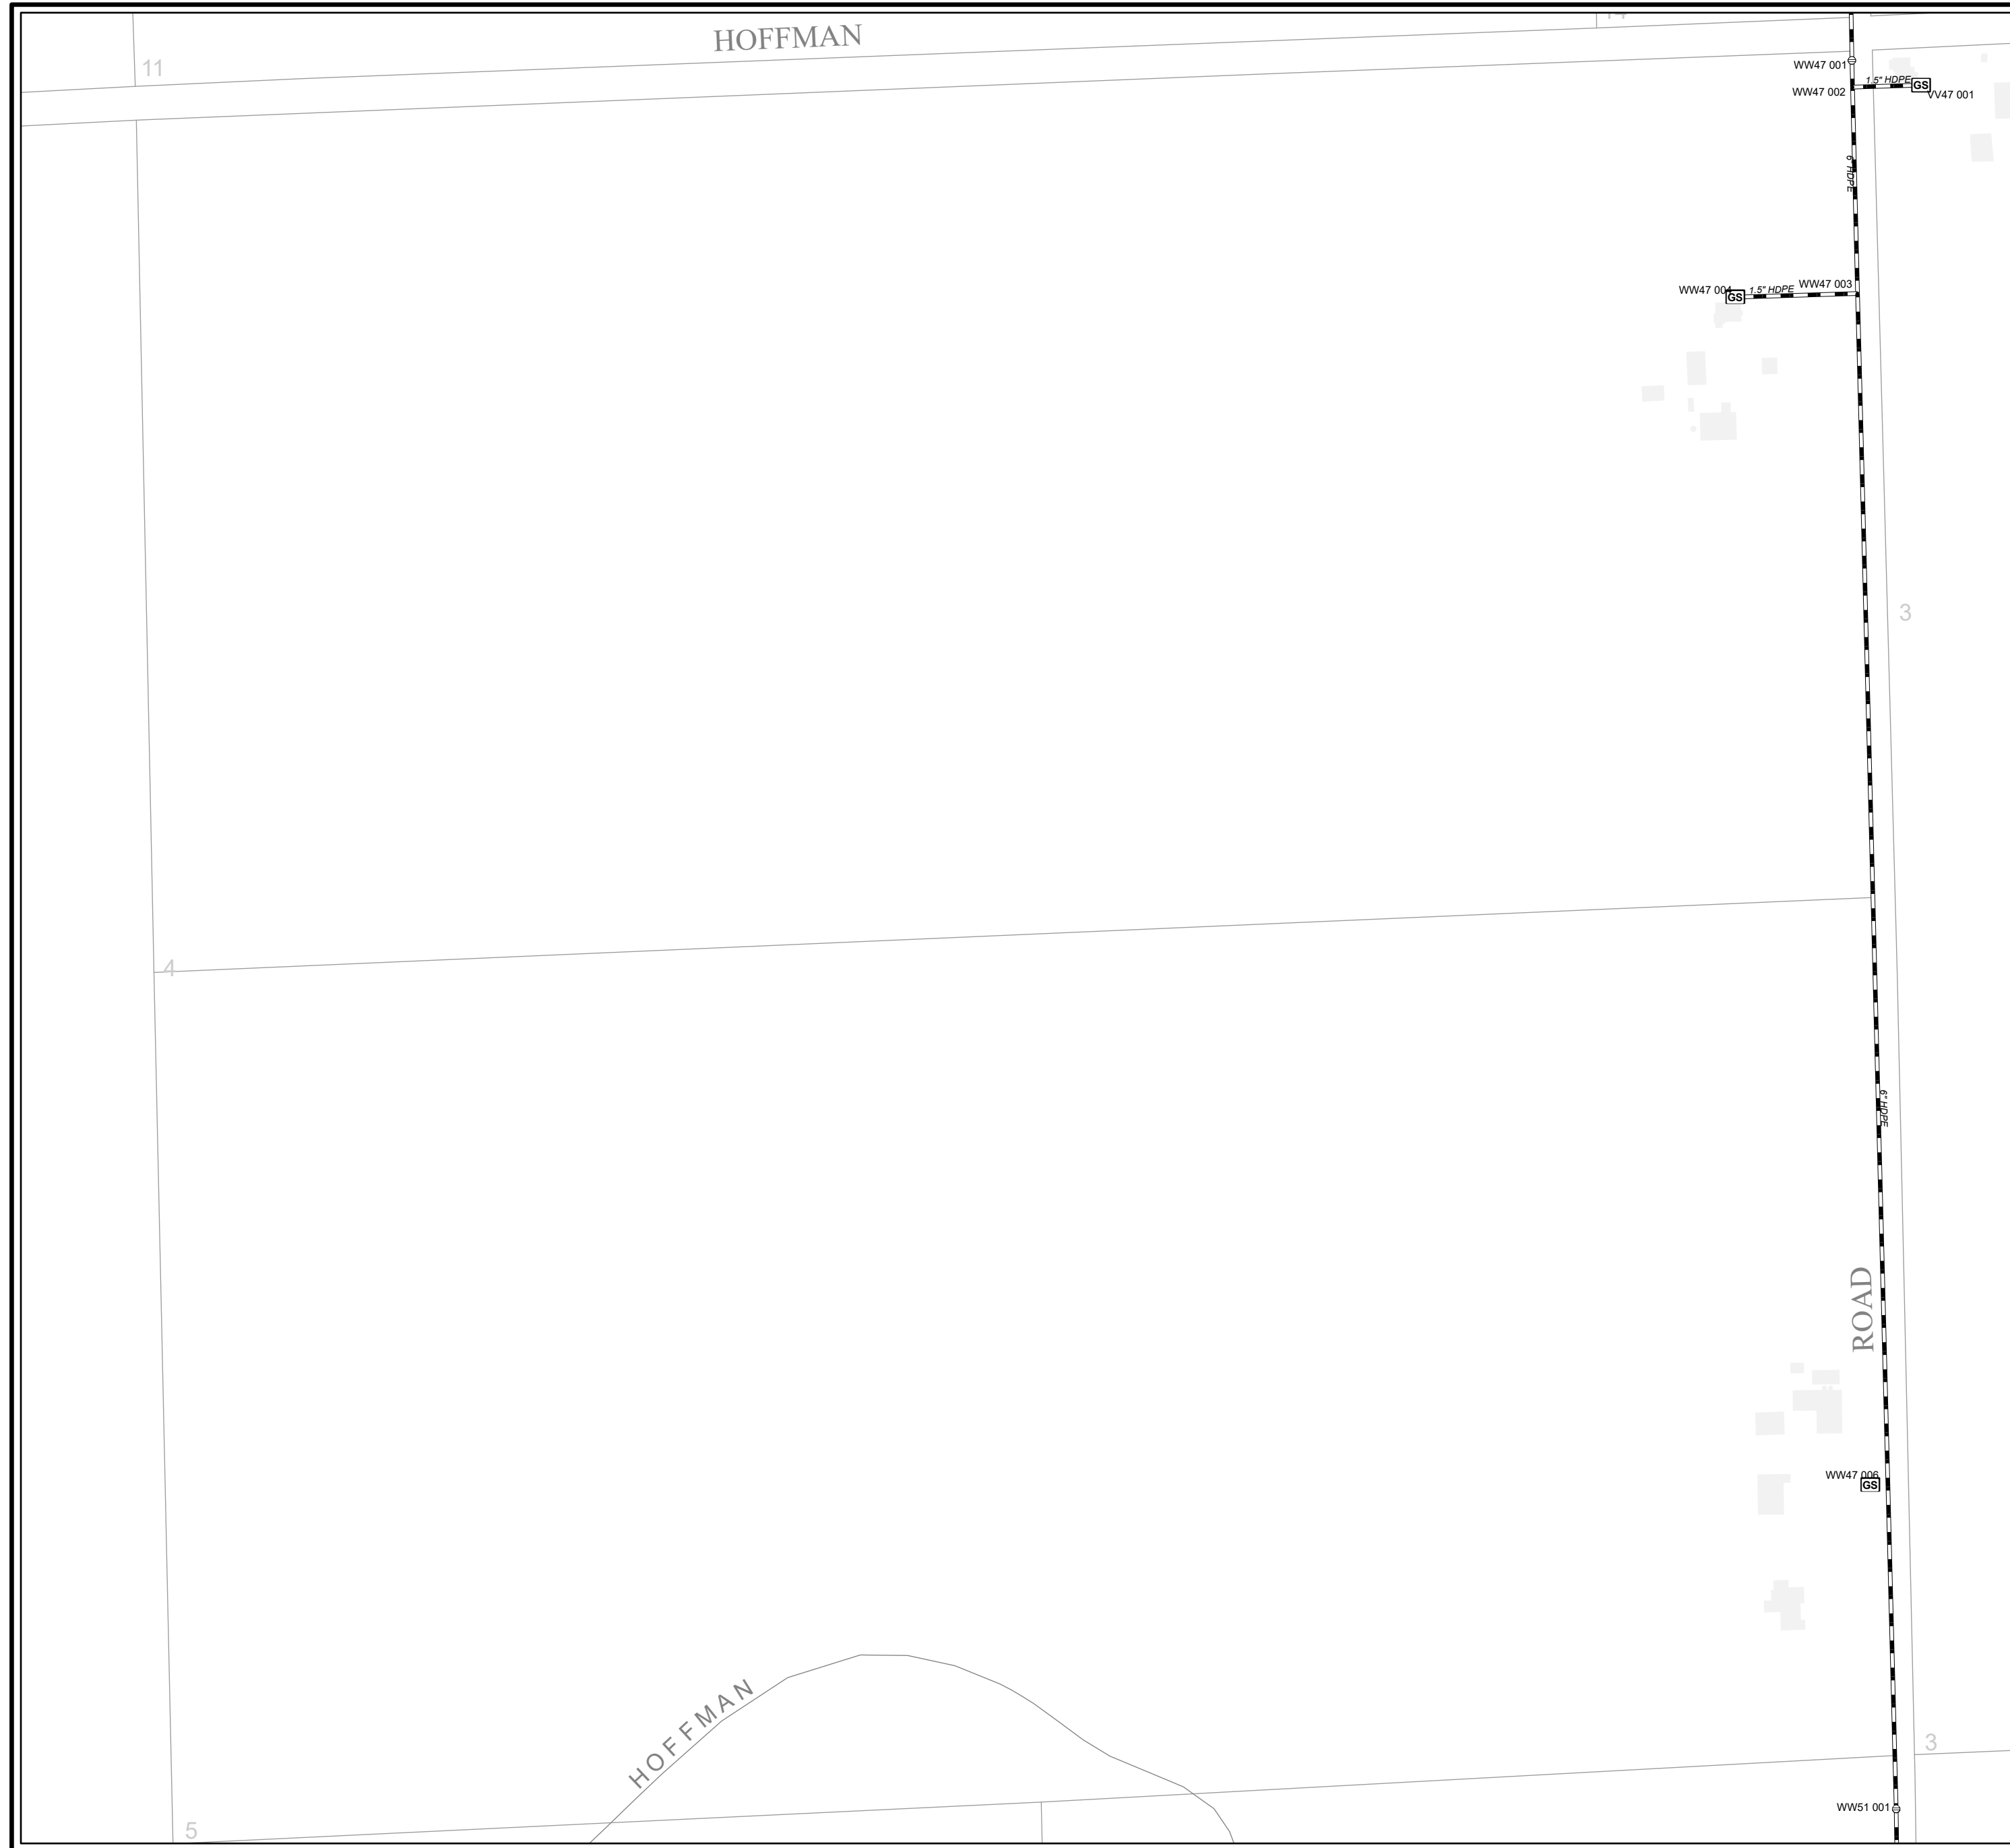 HOFFMAN
11
WW47 001
1.5" HDPE
GS
WW47 002
VV47 001
6" HDPE
WW47 003
WW47 004
1.5" HDPE
GS
3
4
6" HDPE
ROAD
WW47 006
GS
HOFFMAN
3
WW51 001
5